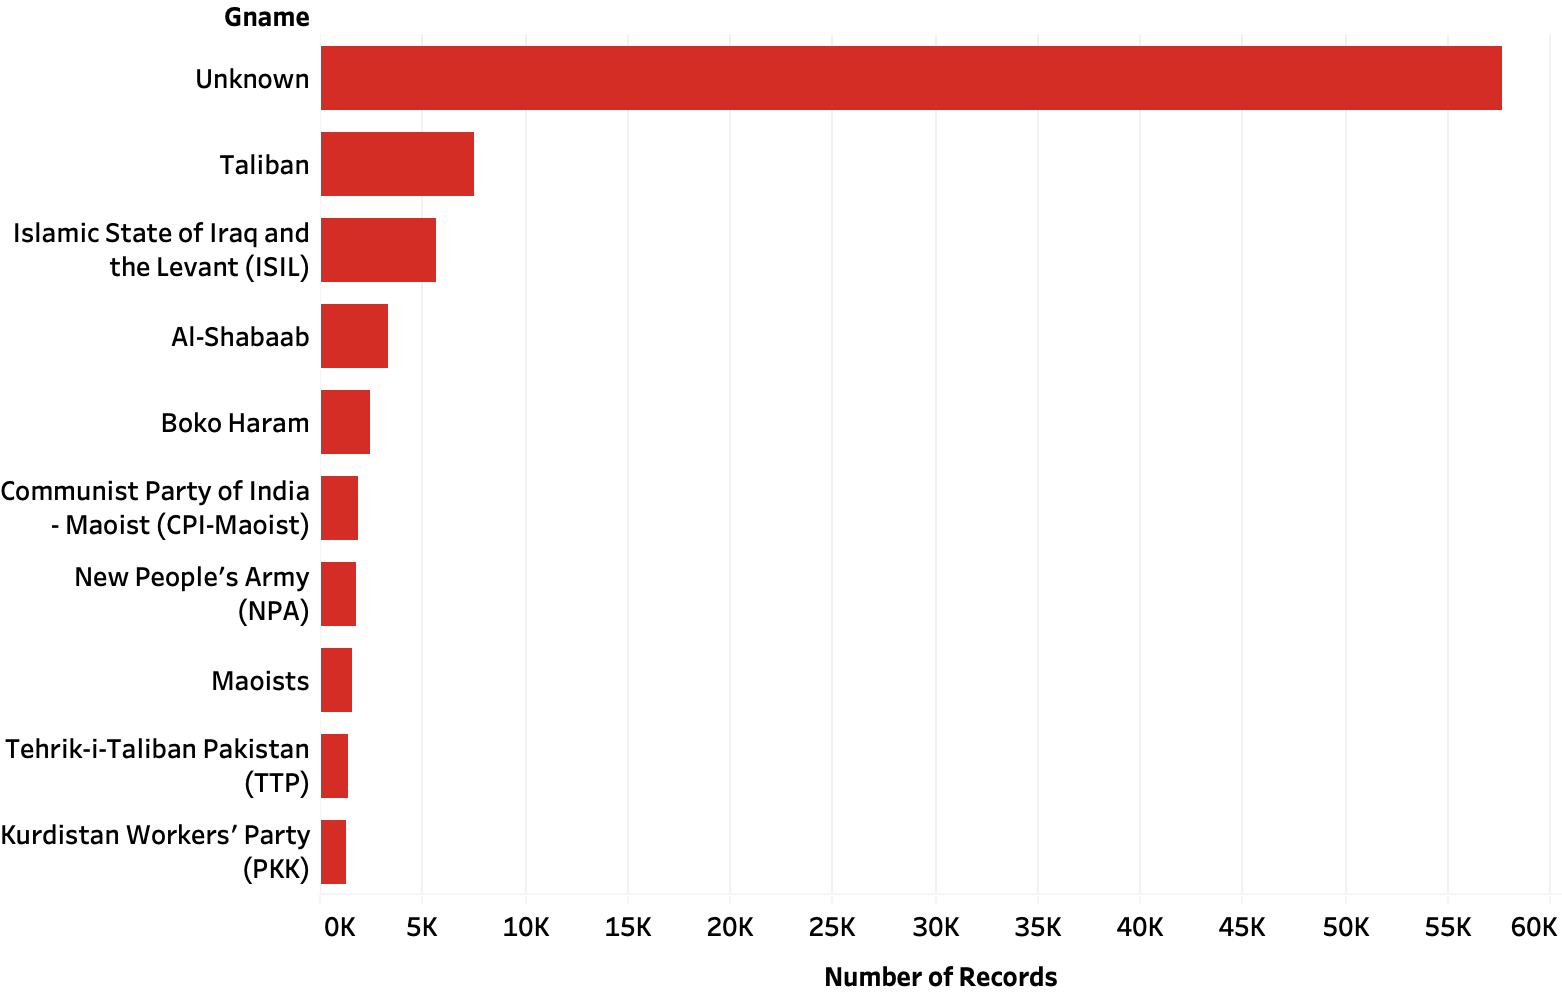 Gname
Unknown
Taliban
Islamic State of Iraq and
the Levant (ISIL)
Al-Shabaab
Boko Haram
Communist Party of India
- Maoist (CPI-Maoist)
New People’s Army
(NPA)
Maoists
Tehrik-i-Taliban Pakistan
(TTP)
Kurdistan Workers’ Party
(PKK)
0K 5K 10K 15K 20K 25K 30K 35K 40K 45K 50K 55K 60K
Number of Records